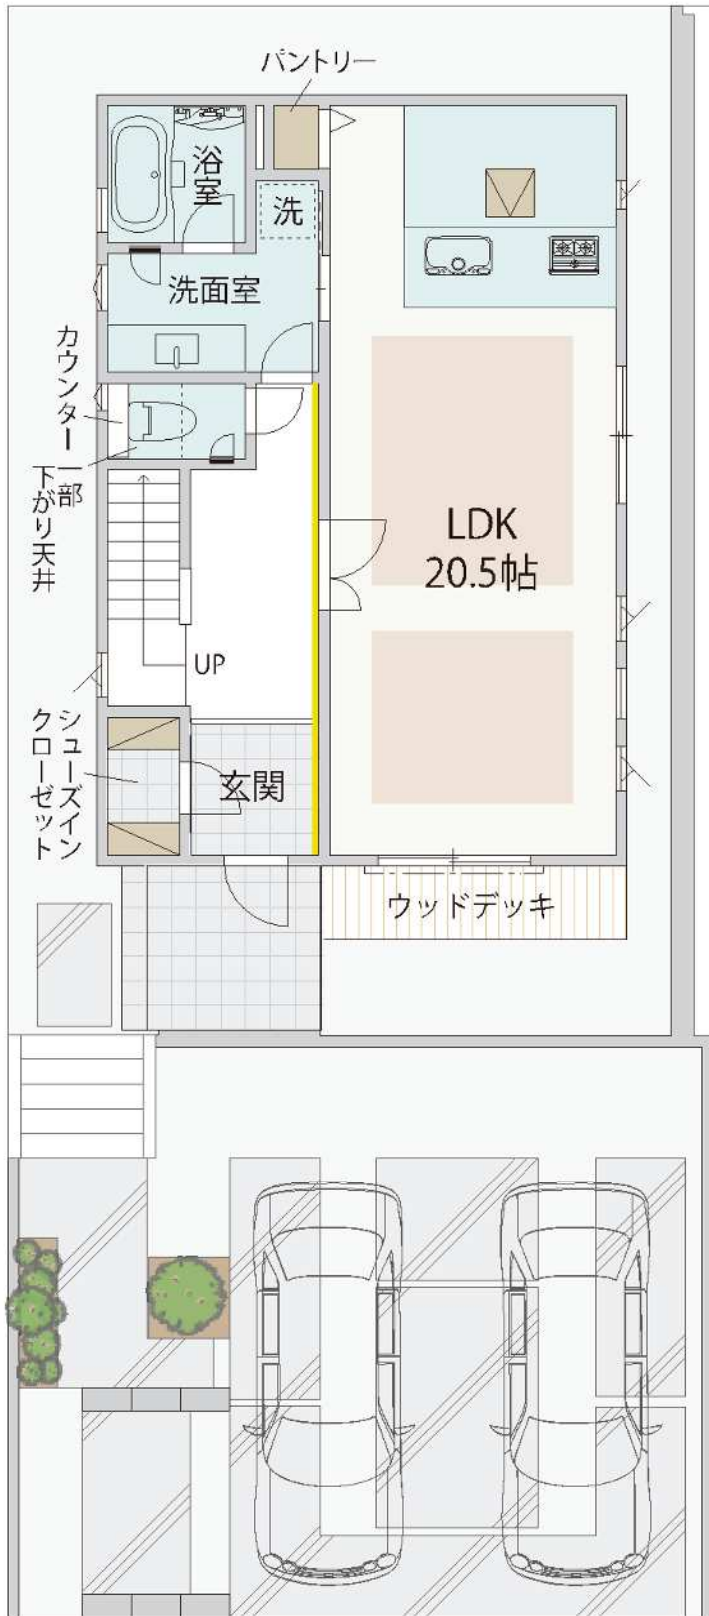 パントリー
浴室
洗
洗面室
カウンター
一部
下がり天井
LDK
20.5帖
UP
シューズイン
クローゼット
玄関
ウッドデッキ